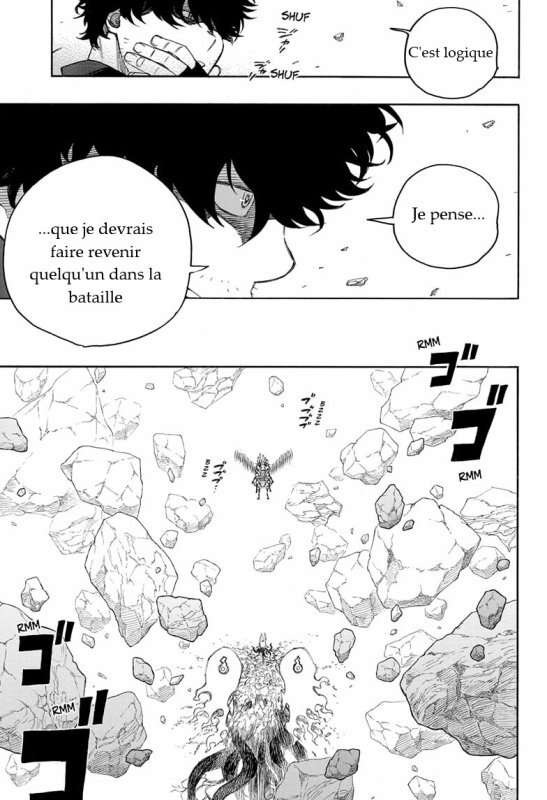 SHUF
SHUF
C'est logique
Je pense...
...que je devrais
faire revenir
quelqu'un dans la
bataille
RMM
ゴ
ゴ
RMM
RMM
ゴ
RMM
ゴ